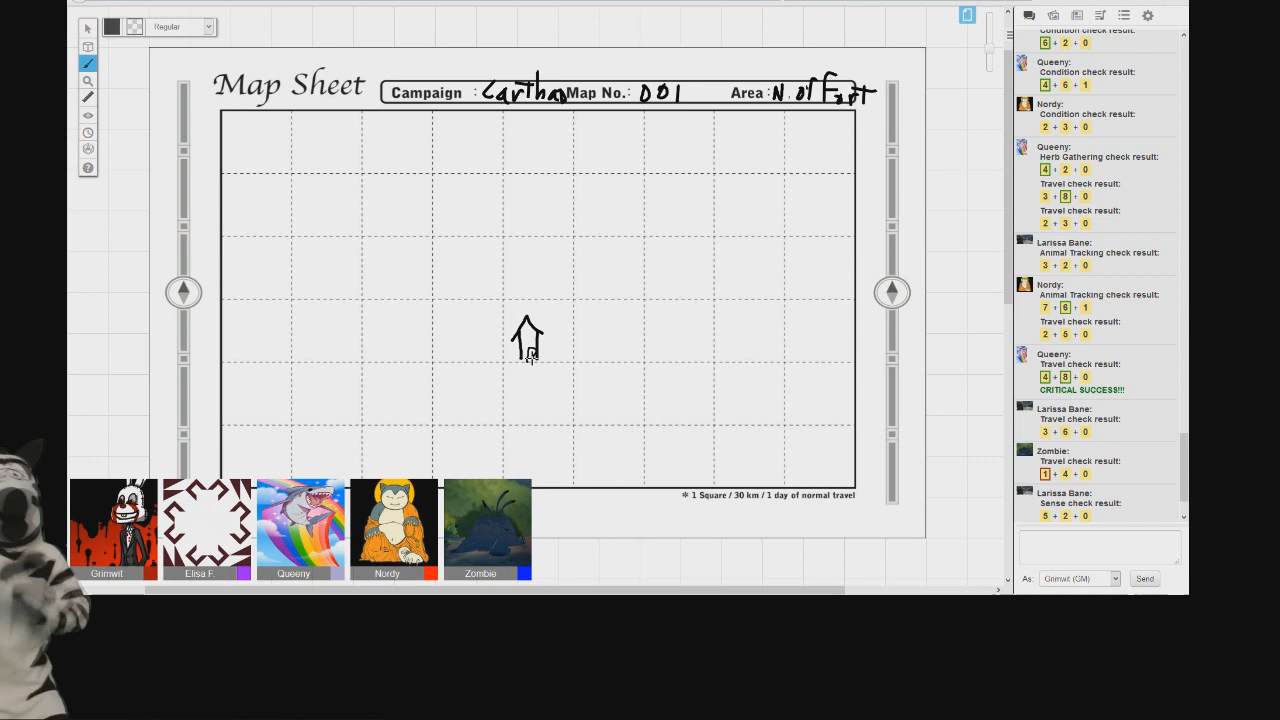 Regular
Map Sheet
Campaign : Carthag Map No.: 001 Area : N. of Fort
* 1 Square / 30 km / 1 day of normal travel
Grimwit
Elisa F.
Queeny
Nordy
Zombie
Condition check result:
6 + 2 + 0
Queeny:
Condition check result:
4 + 6 + 1
Nordy:
Condition check result:
2 + 3 + 0
Queeny:
Herb Gathering check result:
4 + 2 + 0
Travel check result:
3 + 8 + 0
Travel check result:
2 + 3 + 0
Larissa Bane:
Animal Tracking check result:
3 + 2 + 0
Nordy:
Animal Tracking check result:
7 + 6 + 1
Travel check result:
2 + 5 + 0
Queeny:
Travel check result:
4 + 8 + 0
CRITICAL SUCCESS!!!
Larissa Bane:
Travel check result:
3 + 6 + 0
Zombie:
Travel check result:
1 + 4 + 0
Larissa Bane:
Sense check result:
5 + 2 + 0
As: Grimwit (GM) Send